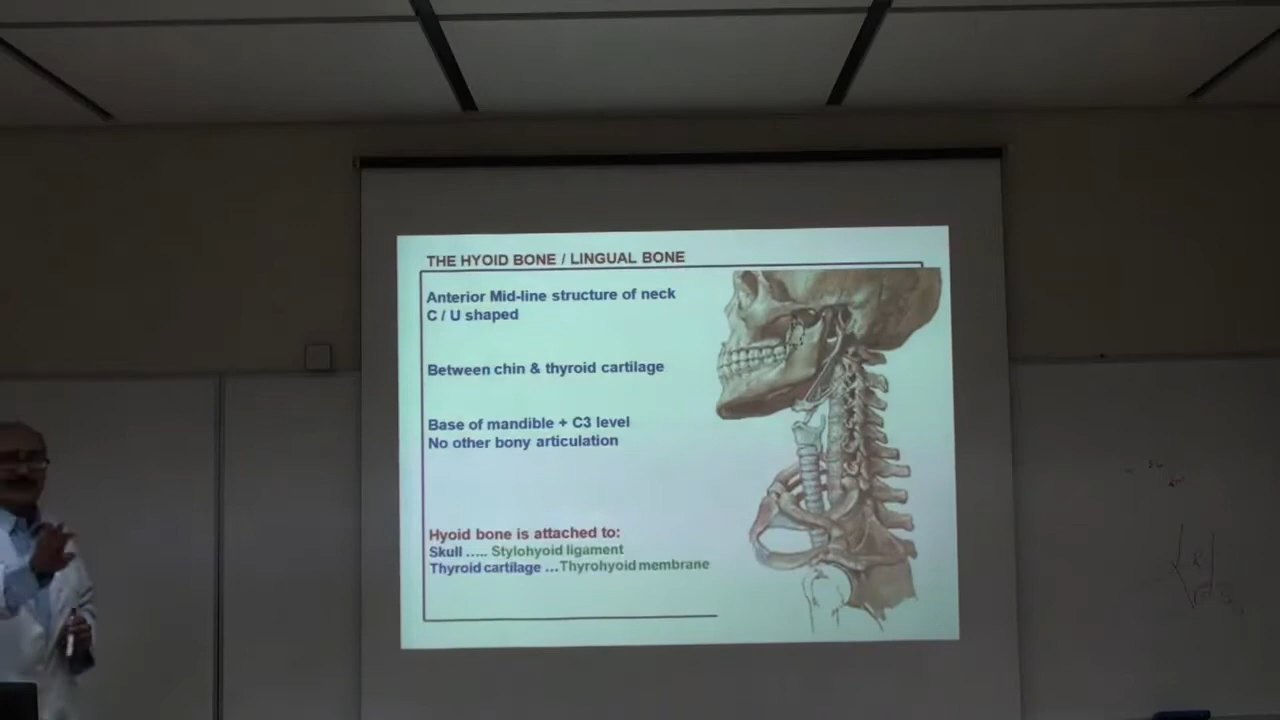 THE HYOID BONE / LINGUAL BONE
Anterior Mid-line structure of neck
C / U shaped
Between chin & thyroid cartilage
Base of mandible + C3 level
No other bony articulation
Hyoid bone is attached to:
Skull ..... Stylohyoid ligament
Thyroid cartilage ...Thyrohyoid membrane